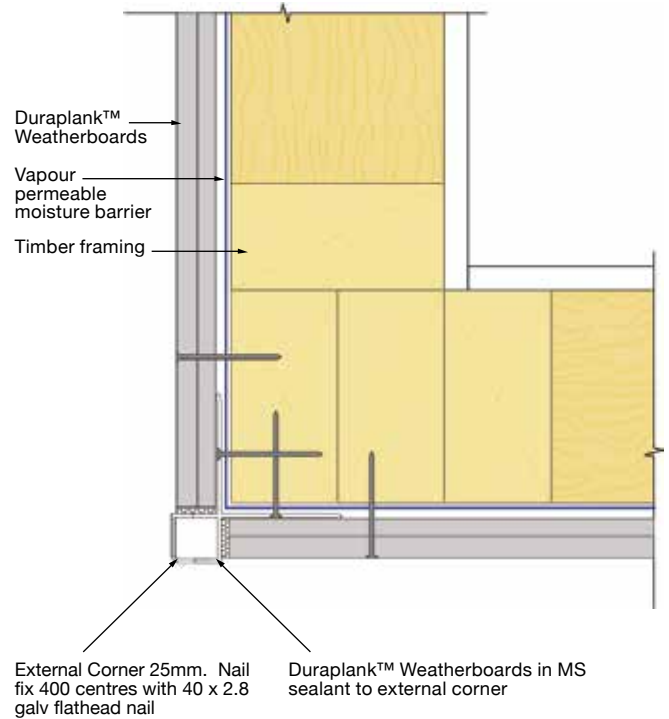 Duraplank™
Weatherboards
Vapour
permeable
moisture barrier
Timber framing
External Corner 25mm. Nail
fix 400 centres with 40 x 2.8
galv flathead nail
Duraplank™ Weatherboards in MS
sealant to external corner